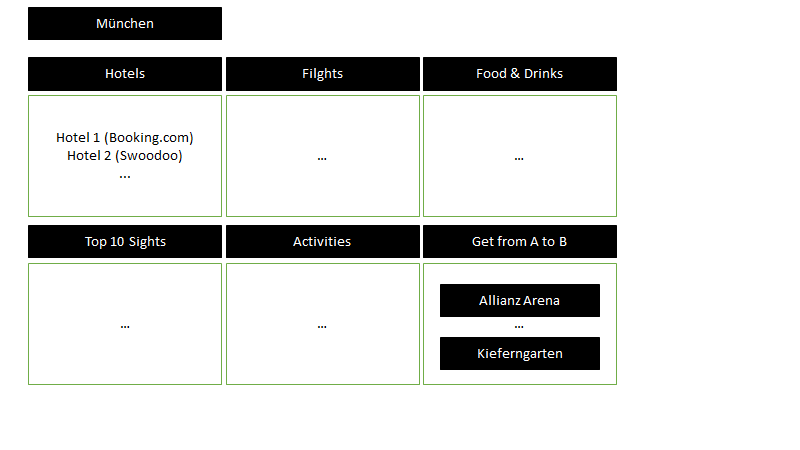 München
Hotels
Filghts
Food & Drinks
Hotel 1 (Booking.com)
Hotel 2 (Swoodoo)
...
...
...
Top 10 Sights
Activities
Get from A to B
...
...
Allianz Arena
...
Kieferngarten